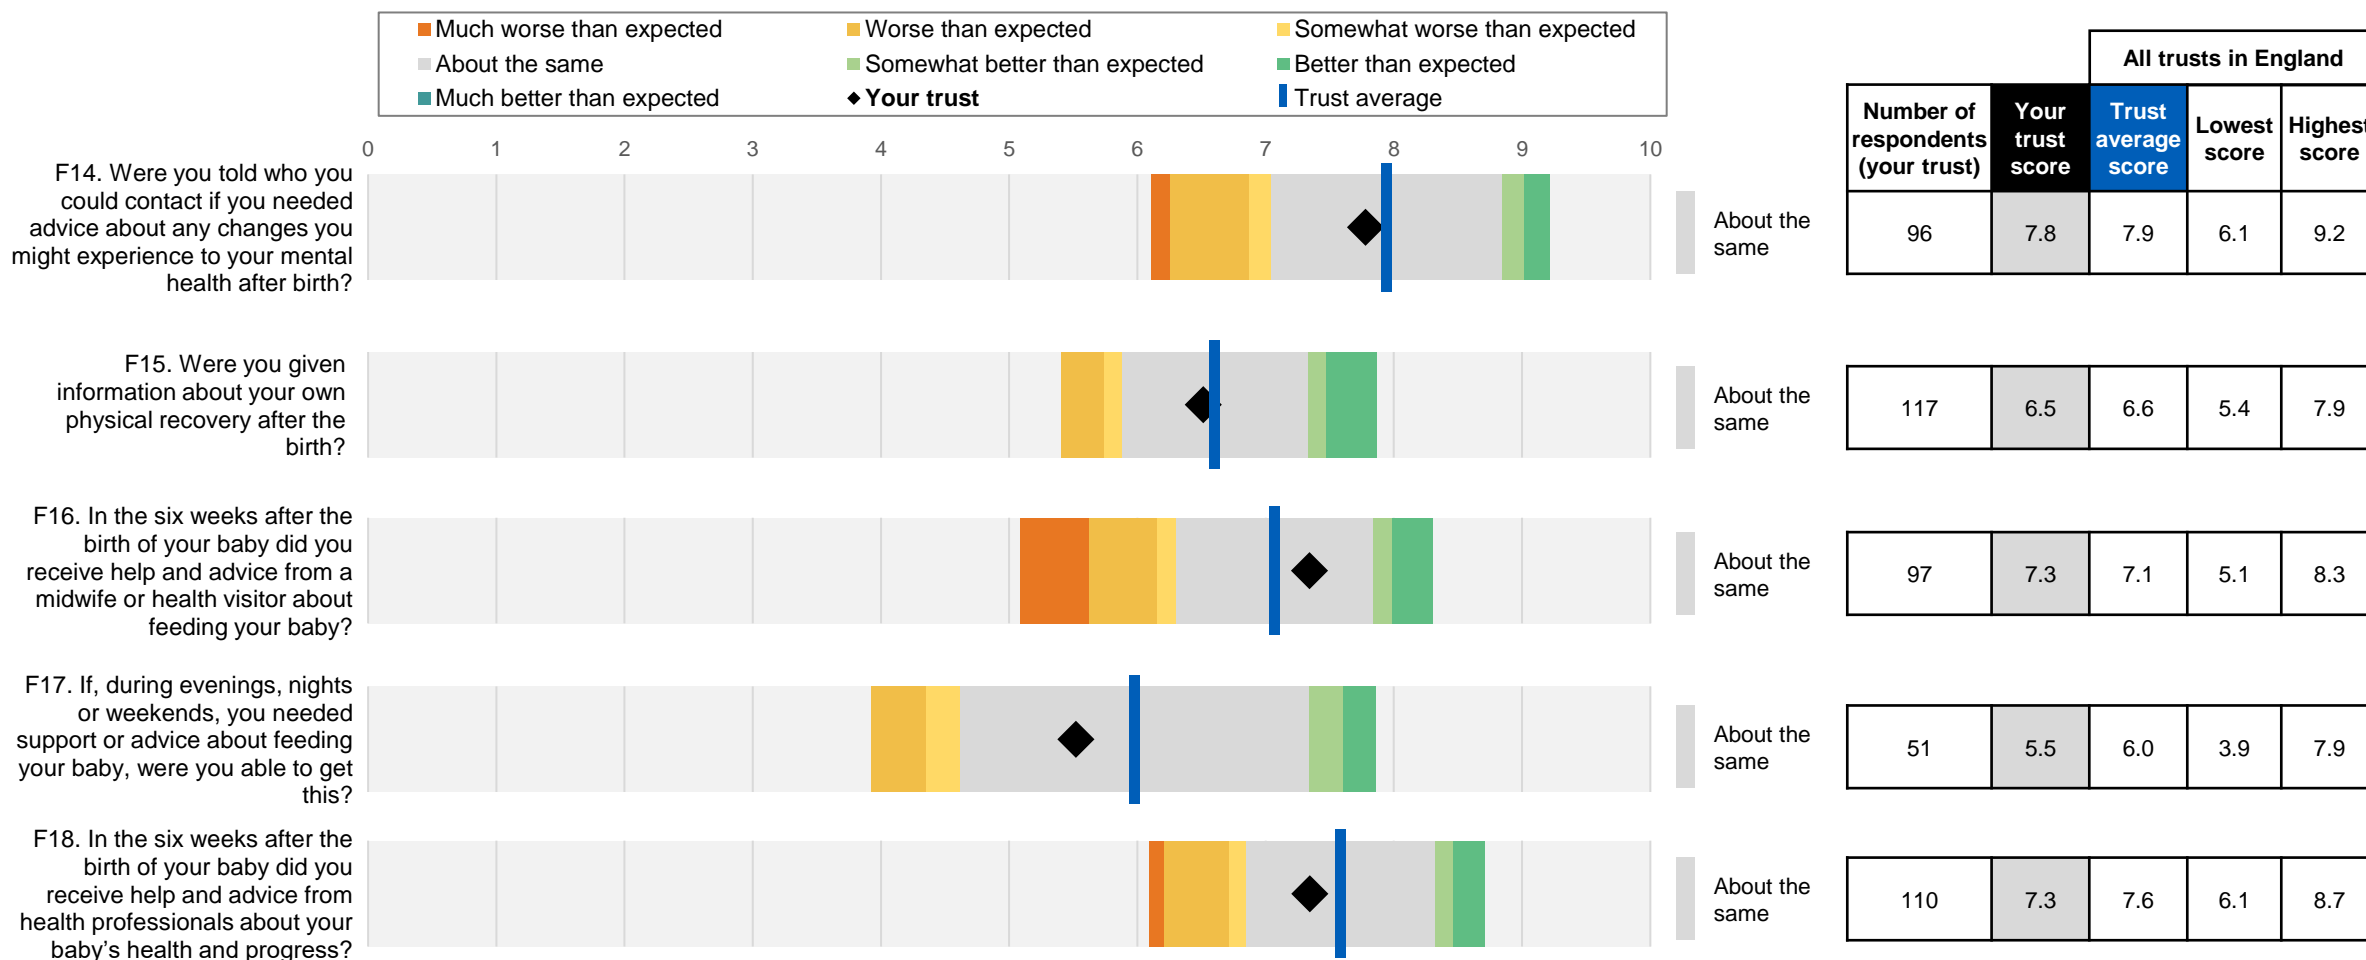 Much worse than expected
Worse than expected
Somewhat worse than expected
About the same
Somewhat better than expected
Better than expected
Much better than expected
Your trust
Trust average
All trusts in England
Number of
respondents
(your trust)
Your
trust
score
Trust
average
score
Lowest
score
Highest
score
0 1 2 3 4 5 6 7 8 9 10
F14. Were you told who you
could contact if you needed
advice about any changes you
might experience to your mental
health after birth?
About the
same
96 7.8 7.9 6.1 9.2
F15. Were you given
information about your own
physical recovery after the
birth?
About the
same
117 6.5 6.6 5.4 7.9
F16. In the six weeks after the
birth of your baby did you
receive help and advice from a
midwife or health visitor about
feeding your baby?
About the
same
97 7.3 7.1 5.1 8.3
F17. If, during evenings, nights
or weekends, you needed
support or advice about feeding
your baby, were you able to get
this?
About the
same
51 5.5 6.0 3.9 7.9
F18. In the six weeks after the
birth of your baby did you
receive help and advice from
health professionals about your
baby’s health and progress?
About the
same
110 7.3 7.6 6.1 8.7